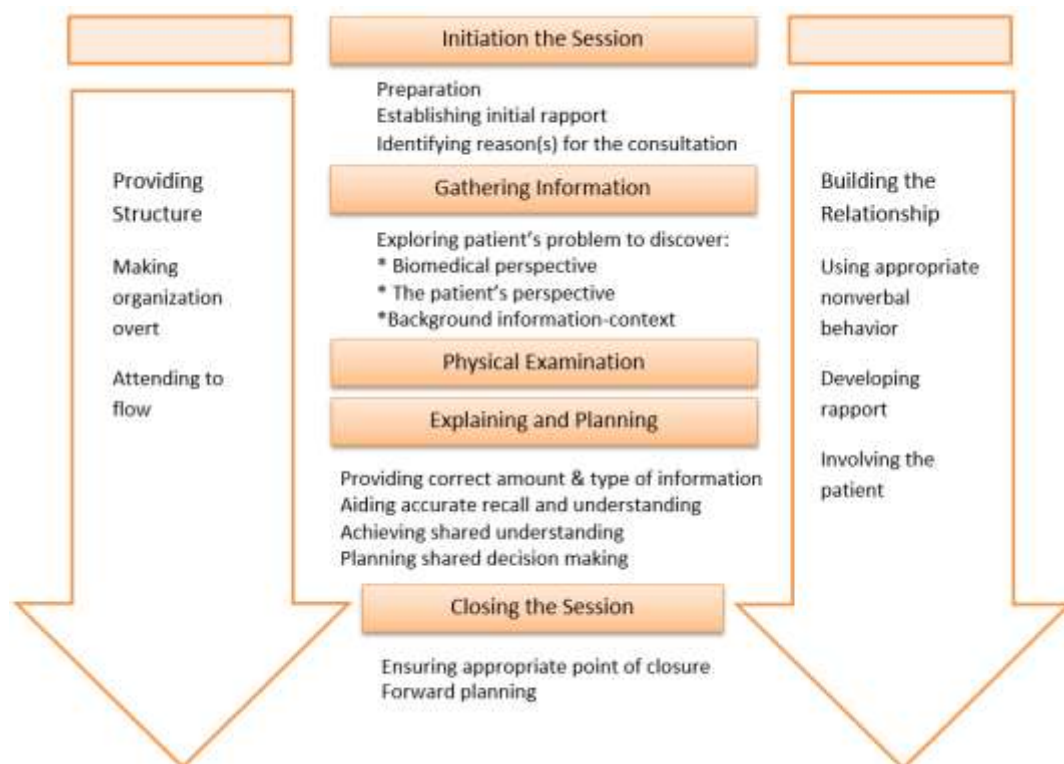 Initiation the Session
Preparation
Establishing initial rapport
Identifying reason(s) for the consultation
Providing
Structure
Making
organization
overt
Attending to
flow
Gathering Information
Exploring patient's problem to discover:
* Biomedical perspective
* The patient's perspective
*Background information-context
Physical Examination
Explaining and Planning
Providing correct amount & type of information
Aiding accurate recall and understanding
Achieving shared understanding
Planning shared decision making
Closing the Session
Ensuring appropriate point of closure
Forward planning
Building the
Relationship
Using appropriate
nonverbal
behavior
Developing
rapport
Involving the
patient